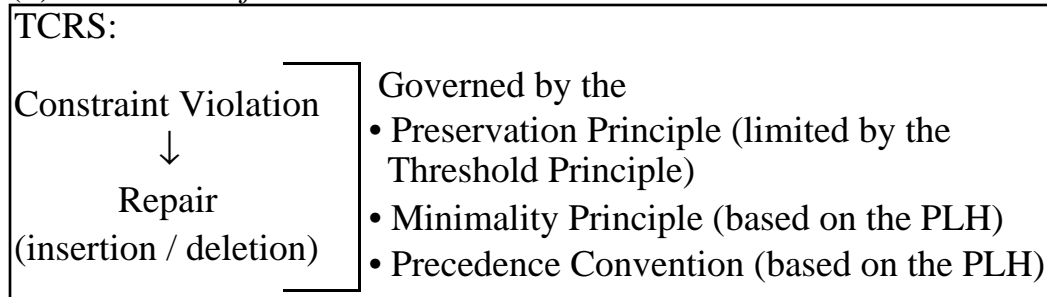 TCRS:
Constraint Violation
↓
Repair
(insertion / deletion)
Governed by the
• Preservation Principle (limited by the
Threshold Principle)
• Minimality Principle (based on the PLH)
• Precedence Convention (based on the PLH)